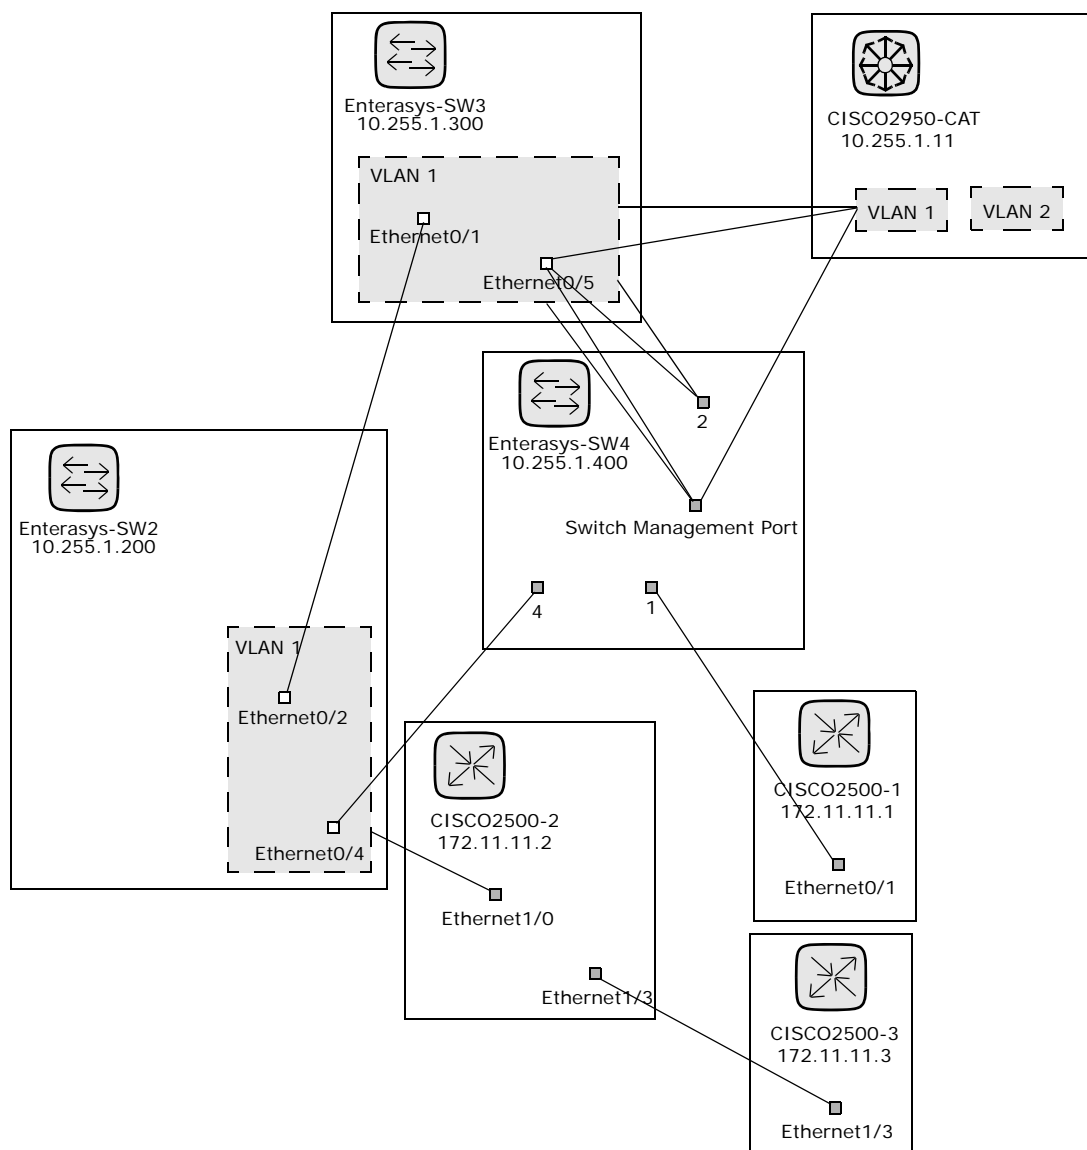 Enterasys-SW3
10.255.1.300
VLAN 1
Ethernet0/1
Ethernet0/5
CISCO2950-CAT
10.255.1.11
VLAN 1
VLAN 2
Enterasys-SW4
10.255.1.400
2
Switch Management Port
4
1
Enterasys-SW2
10.255.1.200
VLAN 1
Ethernet0/2
Ethernet0/4
CISCO2500-2
172.11.11.2
Ethernet1/0
Ethernet1/3
CISCO2500-1
172.11.11.1
Ethernet0/1
CISCO2500-3
172.11.11.3
Ethernet1/3